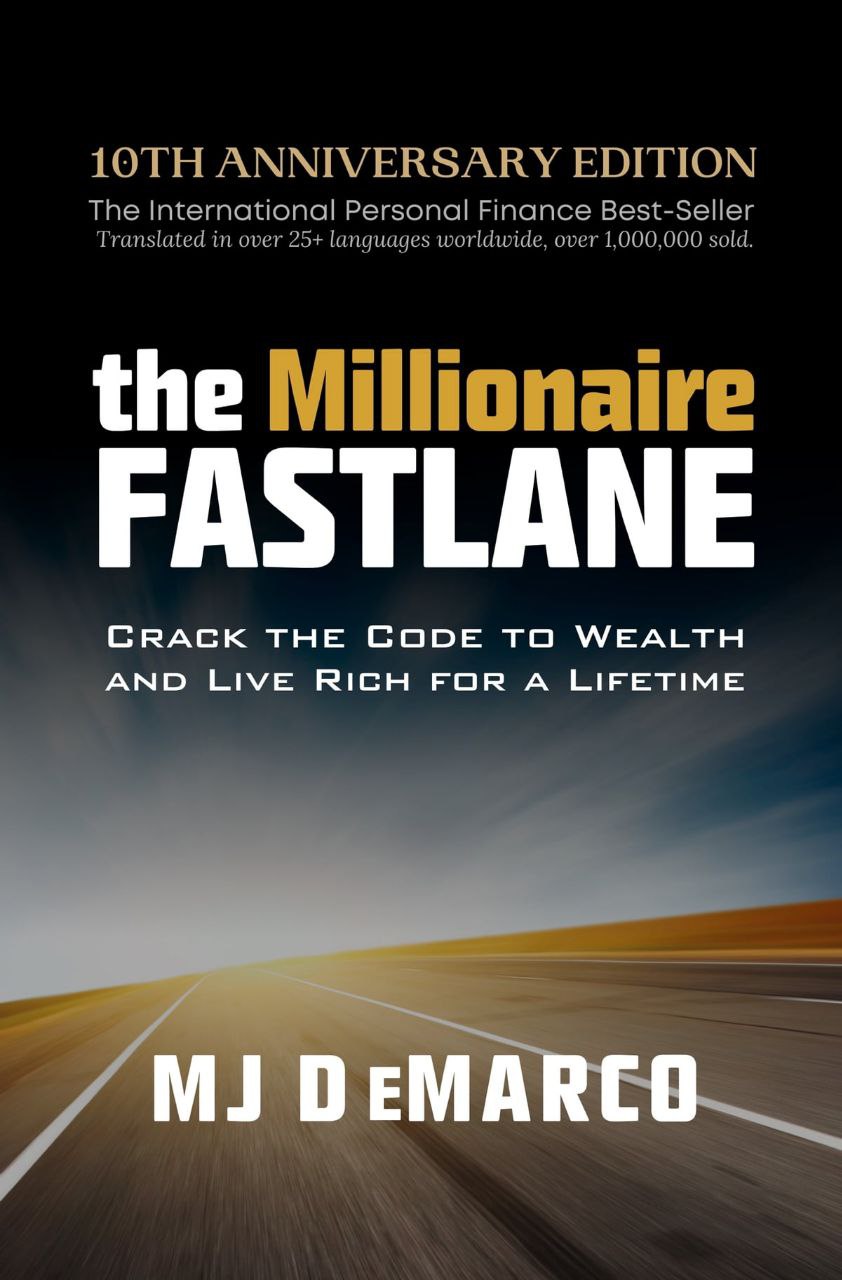 10TH ANNIVERSARY EDITION
The International Personal Finance Best-Seller
Translated in over 25+ languages worldwide, over 1,000,000 sold.
the Millionaire
FASTLANE
CRACK THE CODE TO WEALTH
AND LIVE RICH FOR A LIFETIME
MJ DEMARCO